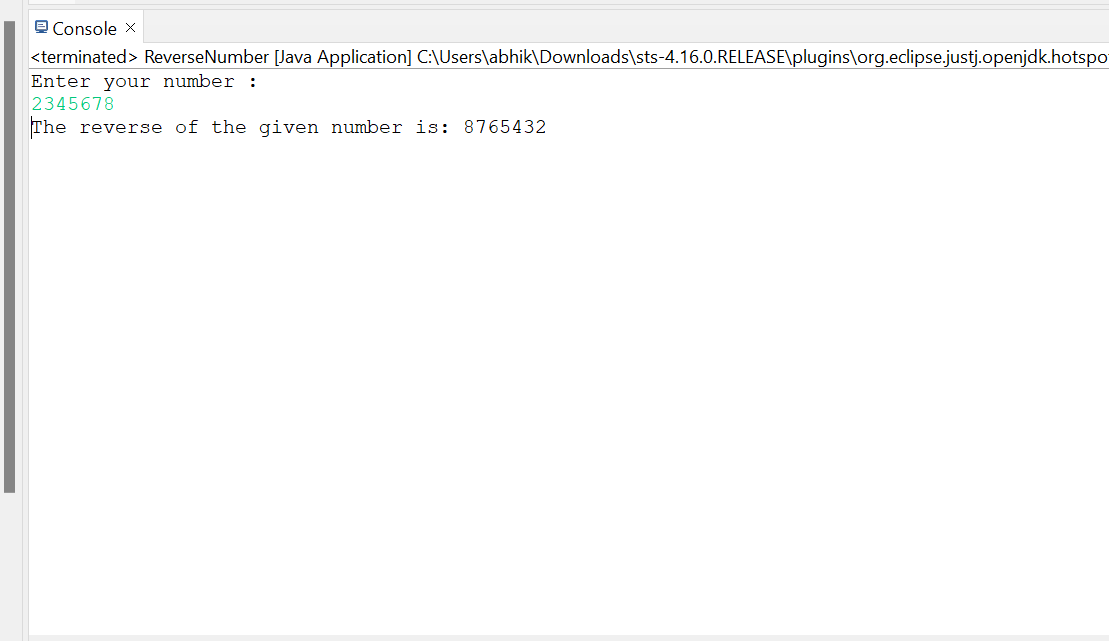 Console
<terminated> ReverseNumber [Java Application] C:\Users\abhik\Downloads\sts-4.16.0.RELEASE\plugins\org.eclipse.justj.openjdk.hotspo
Enter your number :
2345678
The reverse of the given number is: 8765432